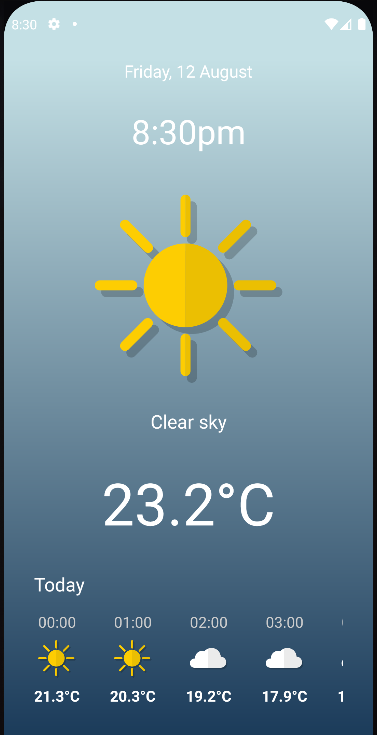 8:30
Friday, 12 August
8:30pm
Clear sky
23.2°C
Today
00:00 01:00 02:00 03:00
21.3°C 20.3°C 19.2°C 17.9°C 1